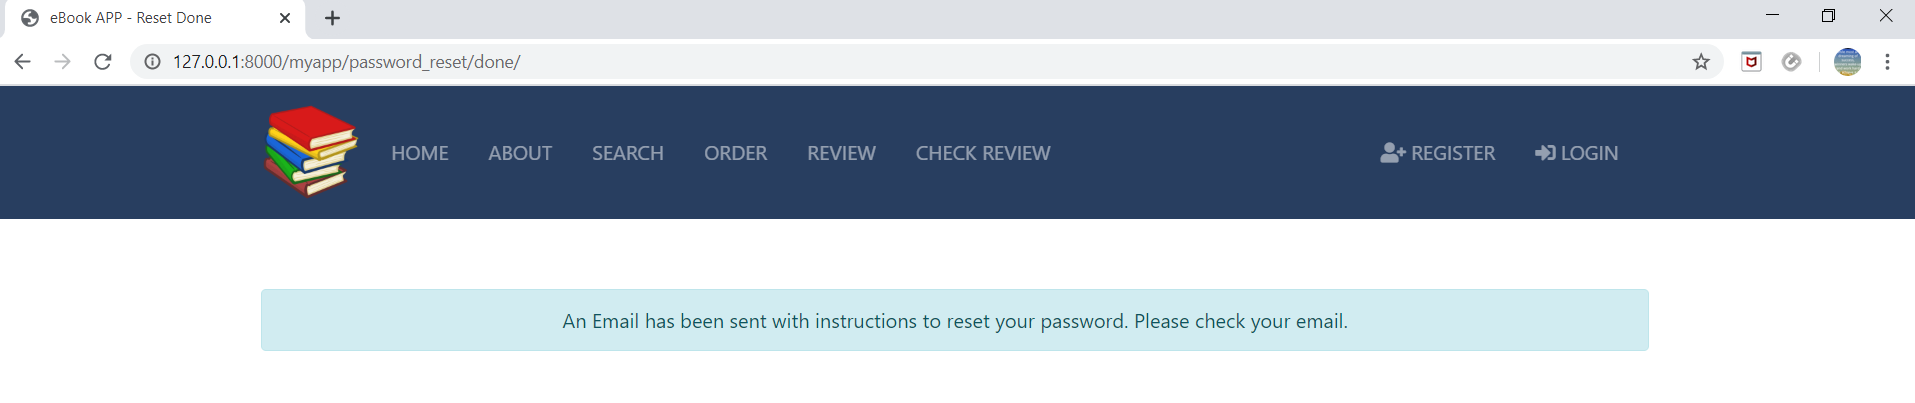 eBook APP - Reset Done
127.0.0.1:8000/myapp/password_reset/done/
HOME ABOUT SEARCH ORDER REVIEW CHECK REVIEW REGISTER LOGIN
An Email has been sent with instructions to reset your password. Please check your email.